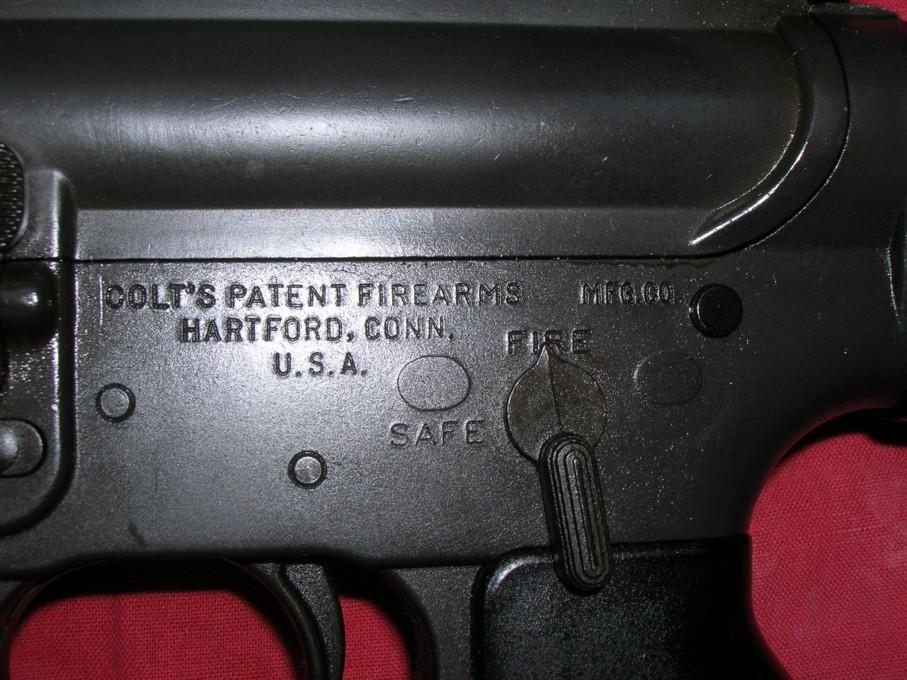 COLT'S PATENT FIREARMS MFG.CO.
HARTFORD, CONN.
U.S.A.
FIRE
SAFE